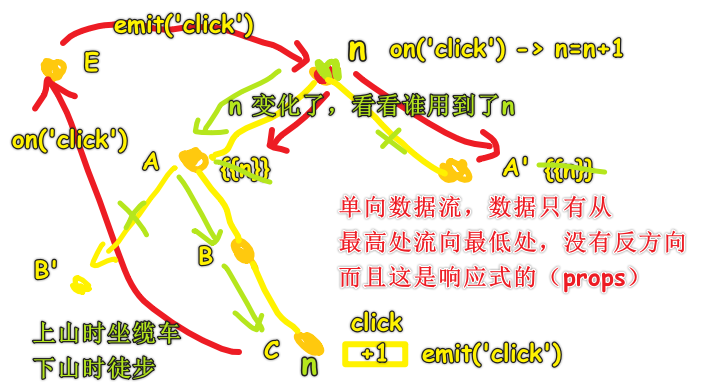 emit('click')
E
n
on('click') -> n=n+1
n 变化了，看看谁用到了n
on('click')
A
{{n}}
A'
{{n}}
单向数据流，数据只有从
最高处流向最低处，没有反方向
而且这是响应式的（props）
B'
B
上山时坐缆车
下山时徒步
C
n
click
+1
emit('click')